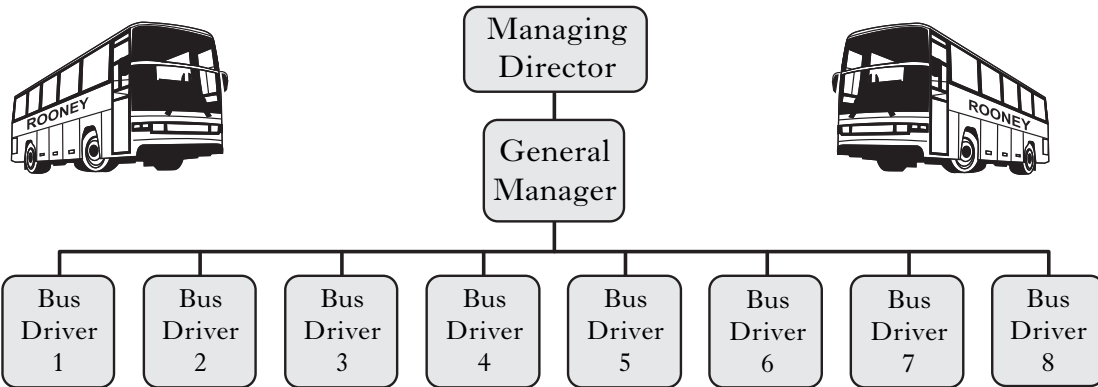 Managing
Director
ROONEY
ROONEY
General
Manager
Bus
Driver
1
Bus
Driver
2
Bus
Driver
3
Bus
Driver
4
Bus
Driver
5
Bus
Driver
6
Bus
Driver
7
Bus
Driver
8